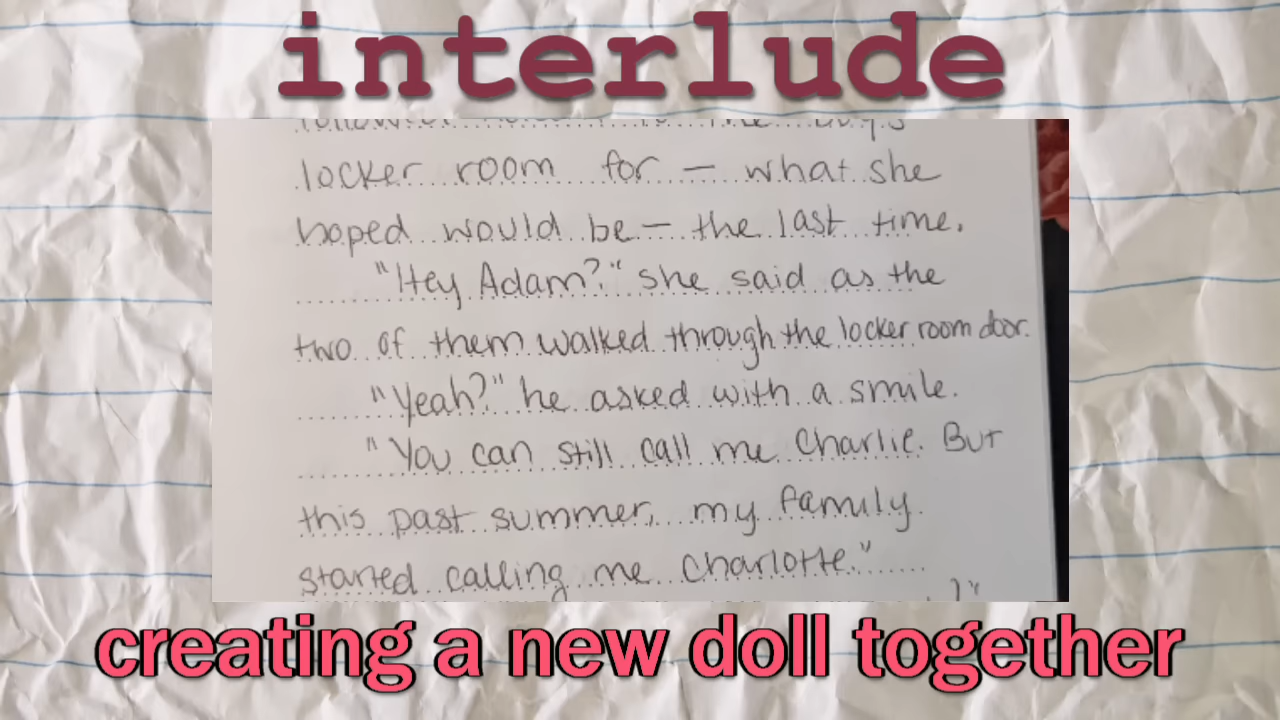 interlude
locker room for — what she
hoped would be — the last time.
"Hey Adam?" she said as the
two of them walked through the locker room door.
"Yeah?" he asked with a smile.
"You can still call me Charlie. But
this past summer, my family
started calling me Charlotte."
creating a new doll together